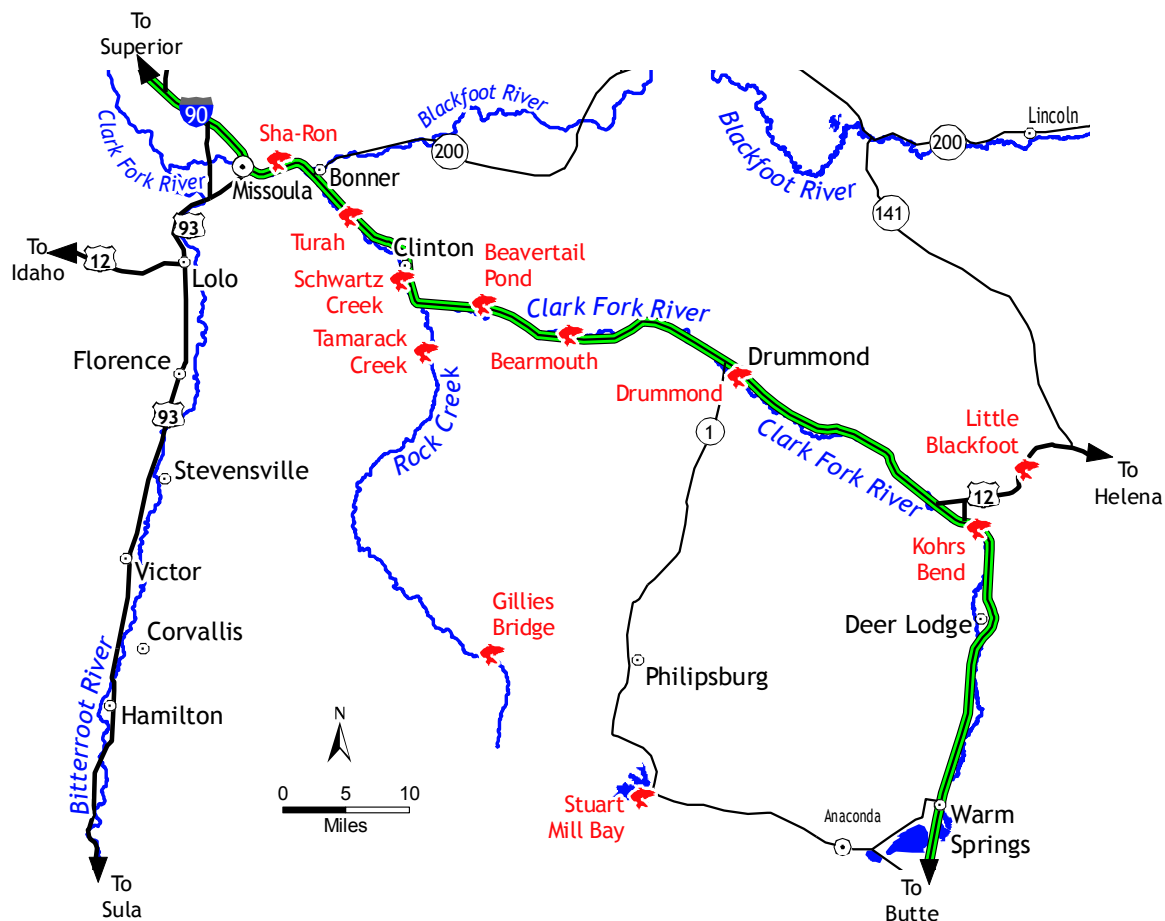 To
Superior
90
Clark Fork River
Sha-Ron
Blackfoot River
200
Bonner
Missoula
Blackfoot River
200
Lincoln
141
93
To
Idaho
12
Lolo
Turah
Clinton
Schwartz
Creek
Beavertail
Pond
Clark Fork River
Tamarack
Creek
Bearmouth
Drummond
Drummond
Florence
93
Rock Creek
1
Clark Fork River
Little
Blackfoot
To
Helena
12
Stevensville
Kohrs
Bend
Victor
Gillies
Bridge
Deer Lodge
Corvallis
Philipsburg
Bitterroot River
Hamilton
N
0
5
10
Miles
Stuart
Mill Bay
Anaconda
Warm
Springs
To
Sula
To
Butte